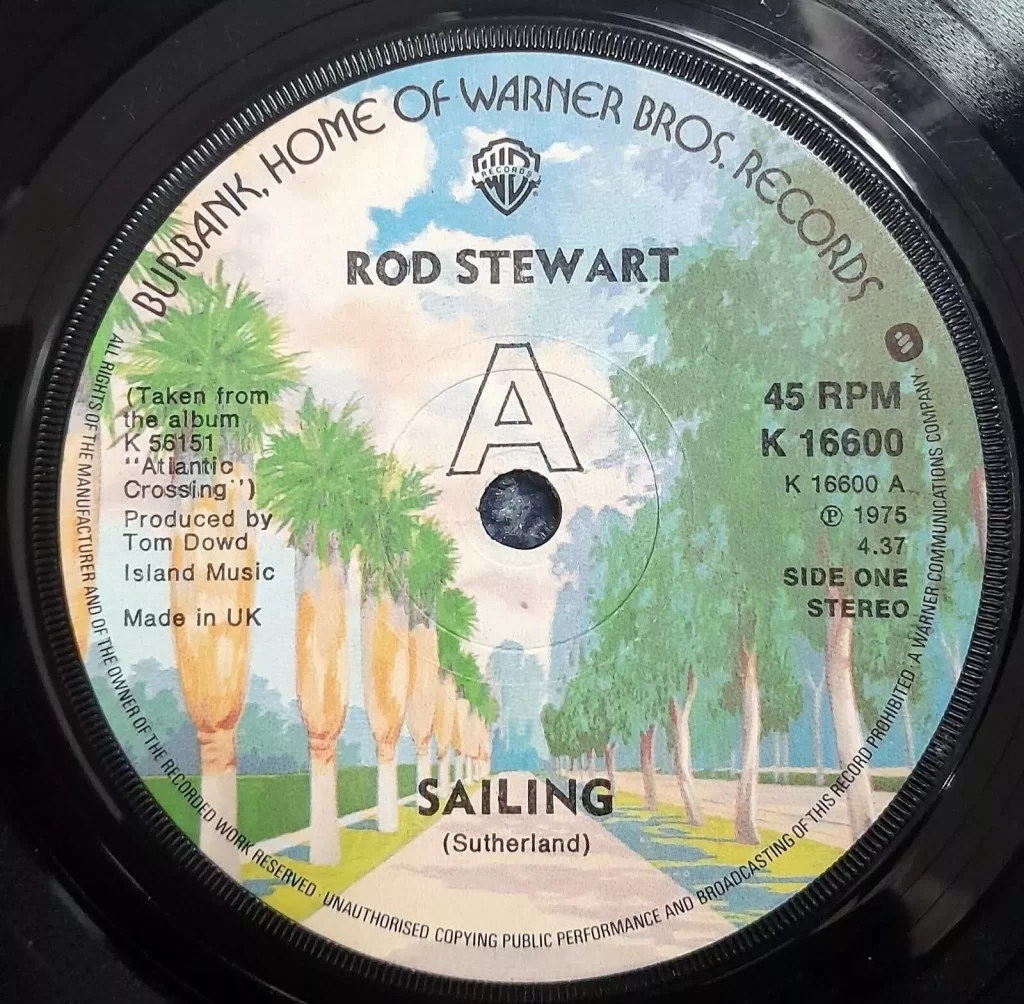 BURBANK, HOME OF WARNER BROS. RECORDS
RECORDS
ROD STEWART
A
(Taken from
the album
K 56151
"Atlantic
Crossing")
Produced by
Tom Dowd
Island Music
Made in UK
45 RPM
K 16600
K 16600 A
℗ 1975
4.37
SIDE ONE
STEREO
SAILING
(Sutherland)
ALL RIGHTS OF THE MANUFACTURER AND OF THE OWNER OF THE RECORDED WORK RESERVED · UNAUTHORISED COPYING PUBLIC PERFORMANCE AND BROADCASTING OF THIS RECORD PROHIBITED · A WARNER COMMUNICATIONS COMPANY